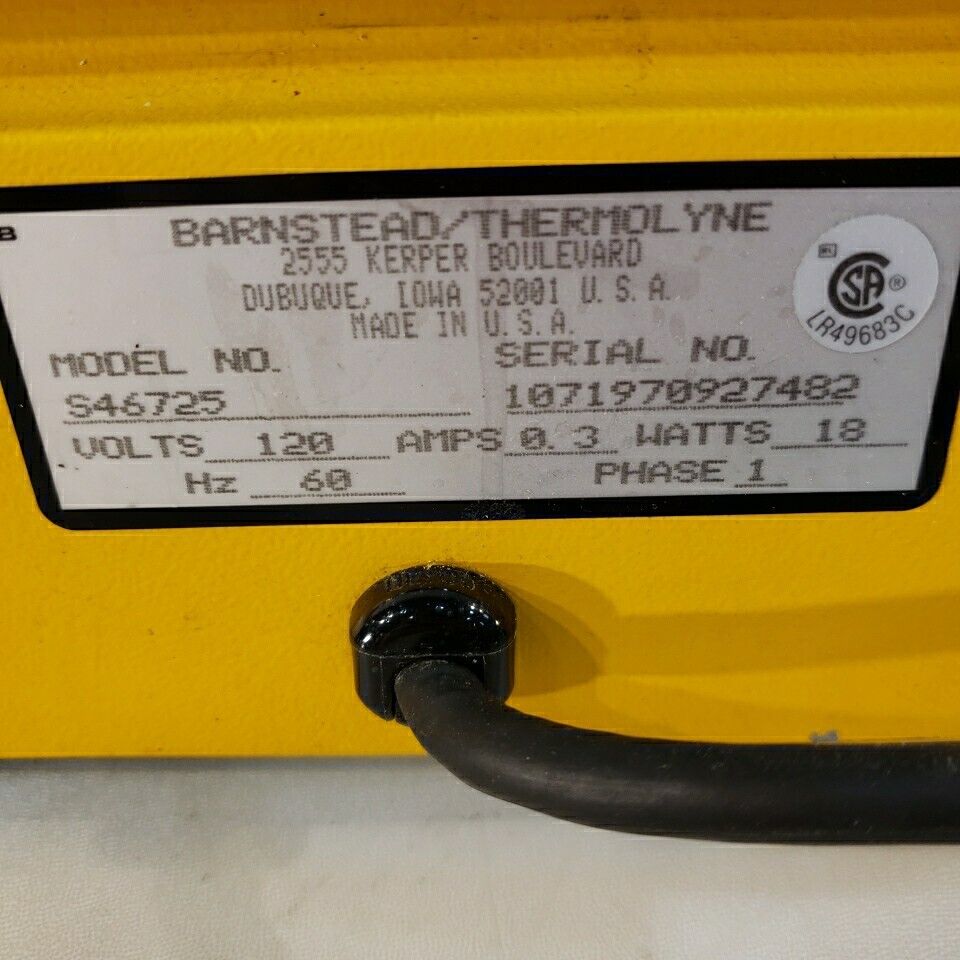 B
BARNSTEAD/THERMOLYNE
2555 KERPER BOULEVARD
DUBUQUE, IOWA 52001 U.S.A.
MADE IN U.S.A.
CSA ®
LR49683C
MODEL NO. SERIAL NO.
S46725 1071970927482
VOLTS 120 AMPS 0.3 WATTS 18
Hz 60 PHASE 1